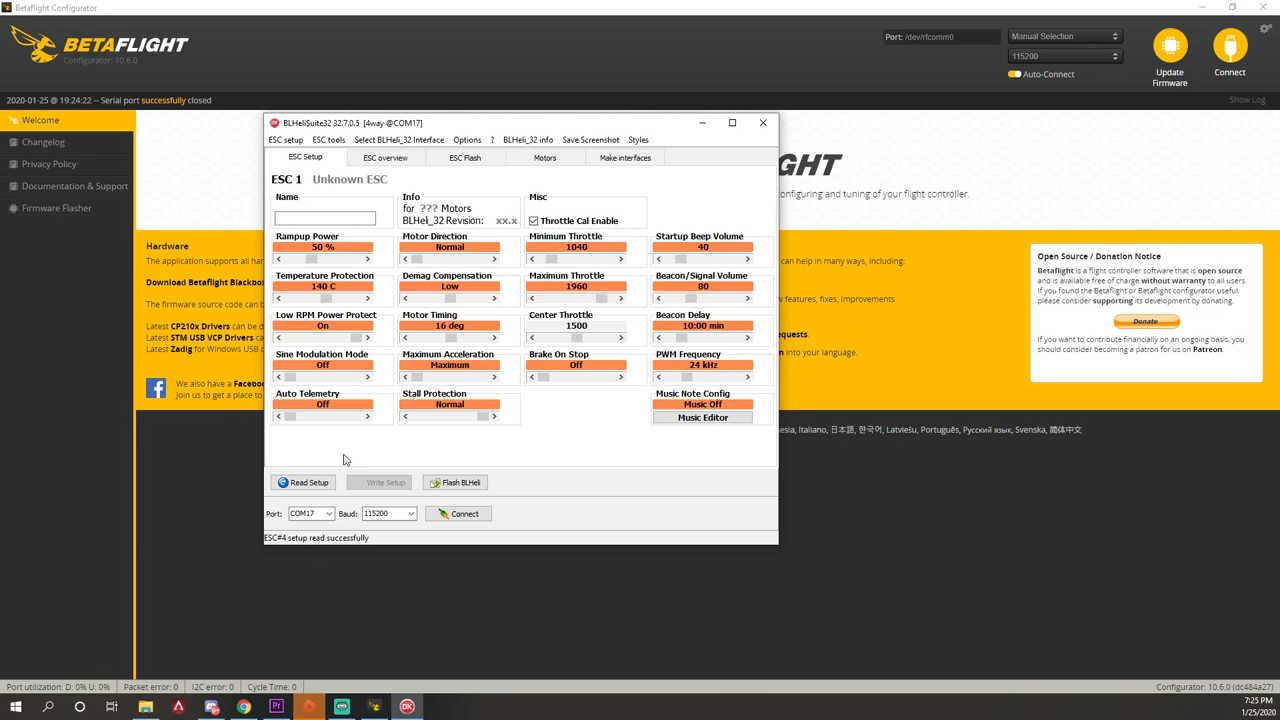 Betaflight Configurator
BETAFLIGHT
Configurator: 10.6.0
Port: /dev/rfcomm0
Manual Selection
115200
Auto-Connect
Update
Firmware
Connect
2020-01-25 @ 19:24:22 -- Serial port successfully closed
Show Log
Welcome
Changelog
Privacy Policy
Documentation & Support
Firmware Flasher
GHT
onfiguring and tuning of your flight controller.
Hardware
The application supports all har
Download Betaflight Blackbox
The firmware source code can b
Latest CP210x Drivers can be d
Latest STM USB VCP Drivers c
Latest Zadig for Windows USB d
We also have a Facebo
Join us to get a place to
can help in many ways, including:
ew features, fixes, improvements
quests.
on into your language.
Open Source / Donation Notice
Betaflight is a flight controller software that is open source
and is available free of charge without warranty to all users.
If you found the Betaflight or Betaflight configurator useful,
please consider supporting its development by donating.
Donate
If you want to contribute financially on an ongoing basis, you
should consider becoming a patron for us on Patreon.
nesia, Italiano, 日本語, 한국어, Latviešu, Português, Русский язык, Svenska, 简体中文
BLHeliSuite32 32.7.0.5 [4way @COM17]
ESC setup ESC tools Select BLHeli_32 Interface Options ? BLHeli_32 info Save Screenshot Styles
ESC Setup ESC overview ESC Flash Motors Make interfaces
ESC 1 Unknown ESC
Name
Info
for ??? Motors
BLHeli_32 Revision: xx.x
Misc
Throttle Cal Enable
Rampup Power
50 %
Motor Direction
Normal
Minimum Throttle
1040
Startup Beep Volume
40
Temperature Protection
140 C
Demag Compensation
Low
Maximum Throttle
1960
Beacon/Signal Volume
80
Low RPM Power Protect
On
Motor Timing
16 deg
Center Throttle
1500
Beacon Delay
10:00 min
Sine Modulation Mode
Off
Maximum Acceleration
Maximum
Brake On Stop
Off
PWM Frequency
24 kHz
Auto Telemetry
Off
Stall Protection
Normal
Music Note Config
Music Off
Music Editor
Read Setup
Write Setup
Flash BLHeli
Port: COM17 Baud: 115200 Connect
ESC#4 setup read successfully
Port utilization: D: 0% U: 0% Packet error: 0 I2C error: 0 Cycle Time: 0
Configurator: 10.6.0 (dc484a27)
7:25 PM
1/25/2020